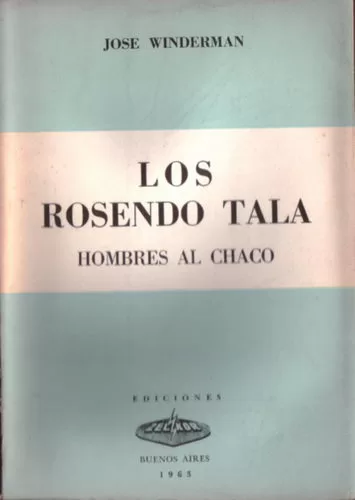 JOSE WINDERMAN
LOS
ROSENDO TALA
HOMBRES AL CHACO
EDICIONES
BUENOS AIRES
1965